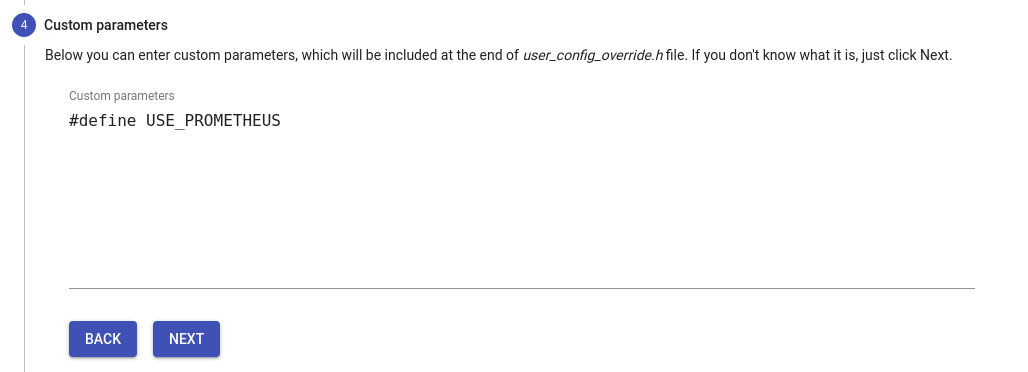 4 Custom parameters
Below you can enter custom parameters, which will be included at the end of user_config_override.h file. If you don't know what it is, just click Next.
Custom parameters
#define USE_PROMETHEUS
BACK NEXT